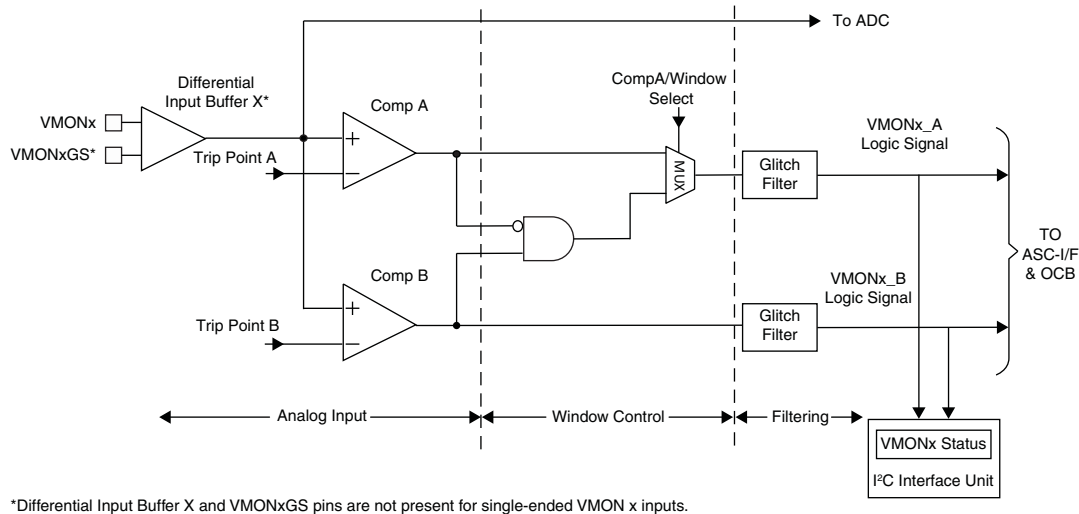 To ADC
Differential
Input Buffer X*
CompA/Window
Select
Comp A
VMONx
VMONxGS*
Trip Point A
+
–
MUX
Glitch
Filter
VMONx_A
Logic Signal
TO
ASC-I/F
& OCB
Comp B
Trip Point B
+
–
Glitch
Filter
VMONx_B
Logic Signal
Analog Input
Window Control
Filtering
VMONx Status
I²C Interface Unit
*Differential Input Buffer X and VMONxGS pins are not present for single-ended VMON x inputs.